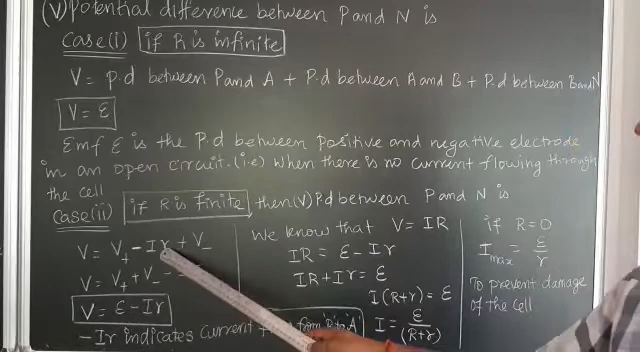 (V) Potential difference between P and N is
Case(i) if R is infinite
V = p.d between P and A + P.d between A and B + P.d between B and N
V = ε
Emf ε is the P.d between positive and negative electrode
in an open circuit. (i.e) when there is no current flowing through
the cell
Case(ii) if R is finite, then (V) Pd between P and N is
V = V₊ - Ir + V₋
V = V₊ + V₋ -
V = ε - Ir
- Ir indicates current
We know that V = IR
IR = ε - Ir
IR + Ir = ε
I(R+r) = ε
I = ε/(R+r)
if R=0
I max = ε/r
To prevent damage
of the cell